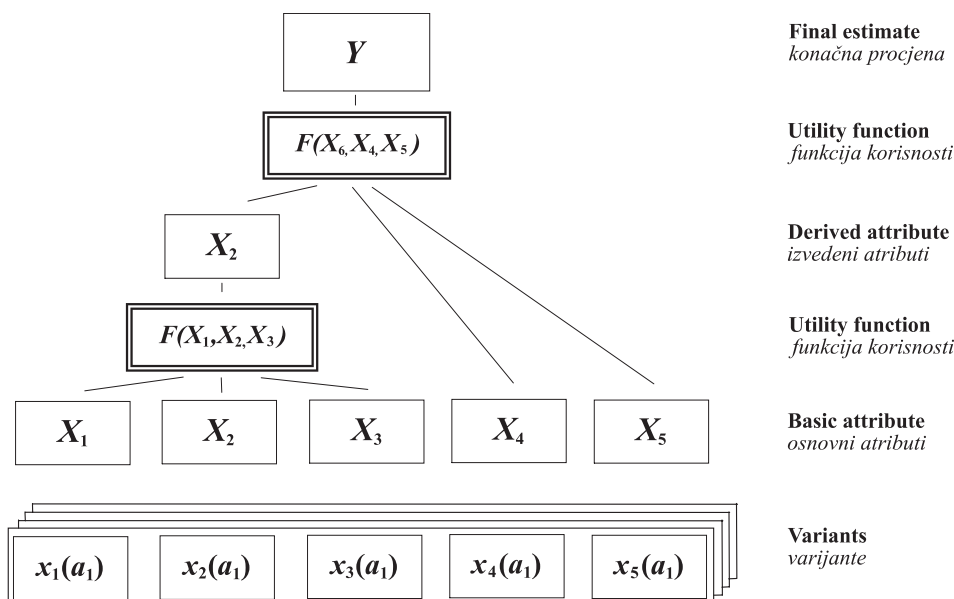 Y
Final estimate
konačna procjena
F(X₆,X₄,X₅)
Utility function
funkcija korisnosti
X₂
Derived attribute
izvedeni atributi
F(X₁,X₂,X₃)
Utility function
funkcija korisnosti
X₁ X₂ X₃ X₄ X₅
Basic attribute
osnovni atributi
x₁(a₁) x₂(a₁) x₃(a₁) x₄(a₁) x₅(a₁)
Variants
varijante